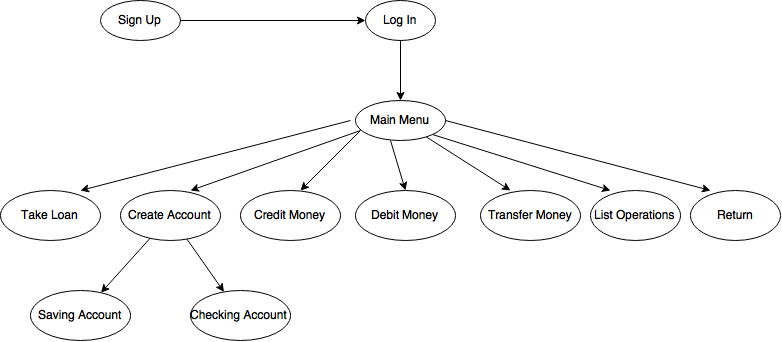 Sign Up
Log In
Main Menu
Take Loan
Create Account
Credit Money
Debit Money
Transfer Money
List Operations
Return
Saving Account
Checking Account